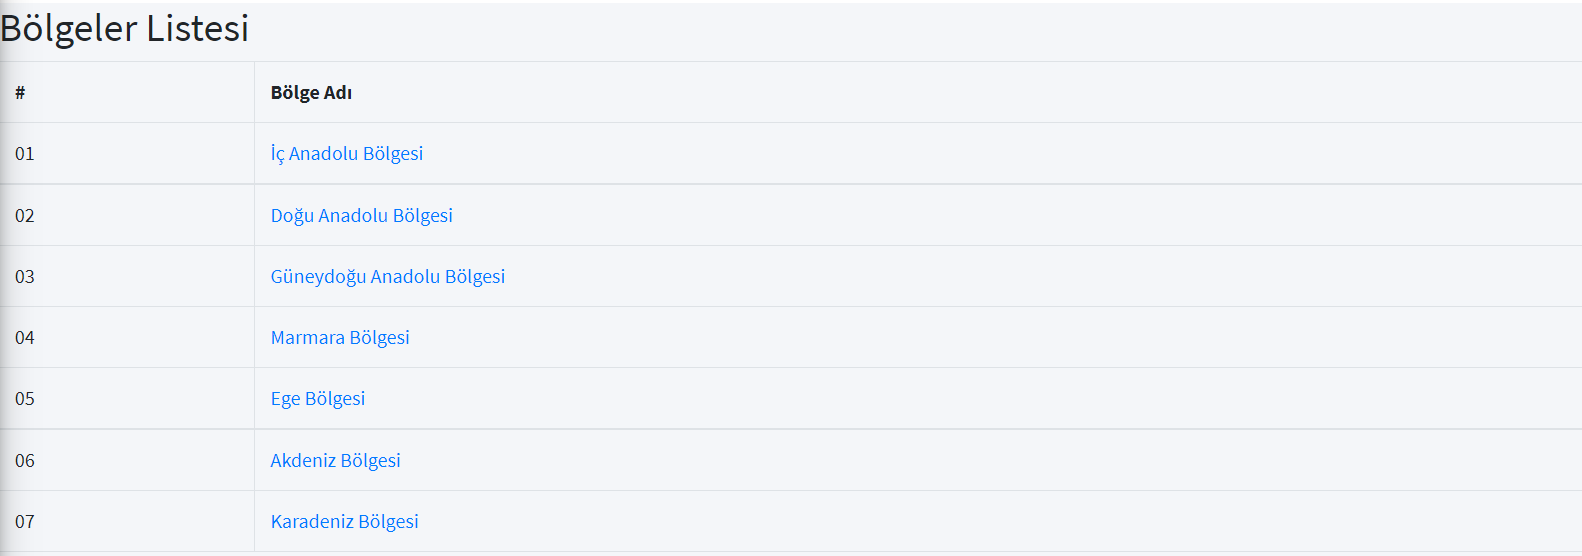 Bölgeler Listesi
# Bölge Adı
01 İç Anadolu Bölgesi
02 Doğu Anadolu Bölgesi
03 Güneydoğu Anadolu Bölgesi
04 Marmara Bölgesi
05 Ege Bölgesi
06 Akdeniz Bölgesi
07 Karadeniz Bölgesi